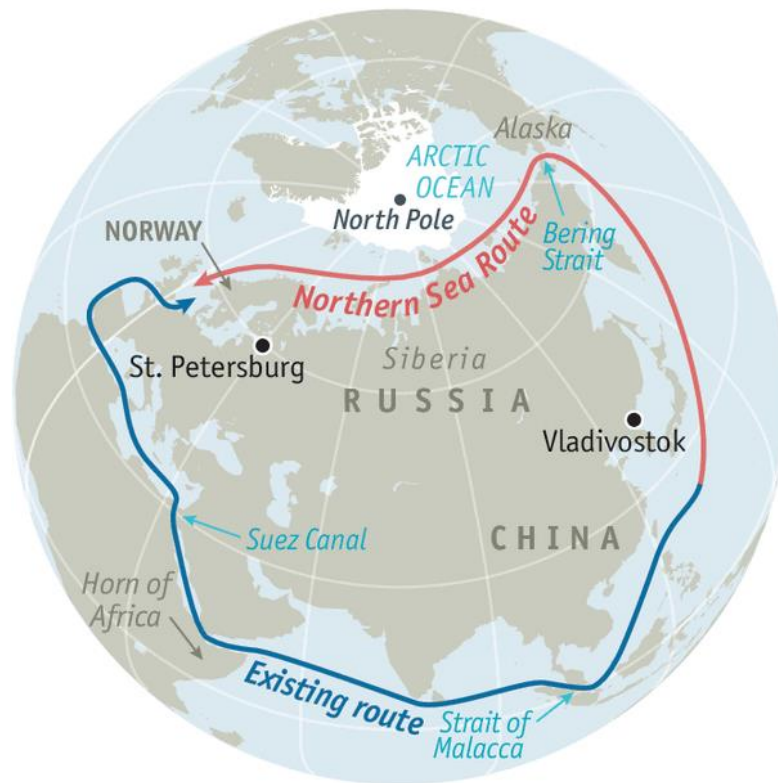 Alaska
ARCTIC
OCEAN
North Pole
NORWAY
Bering
Strait
Northern Sea Route
St. Petersburg
Siberia
RUSSIA
Vladivostok
Suez Canal
CHINA
Horn of
Africa
Existing route
Strait of
Malacca